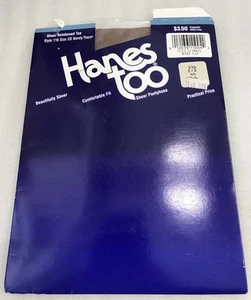 Sheer Reinforced Toe
Style 116 Size CD Barely There®
$3.50
Hanes
too
Beautifully Sheer
Comfortable Fit
Sheer Pantyhose
Practical Price